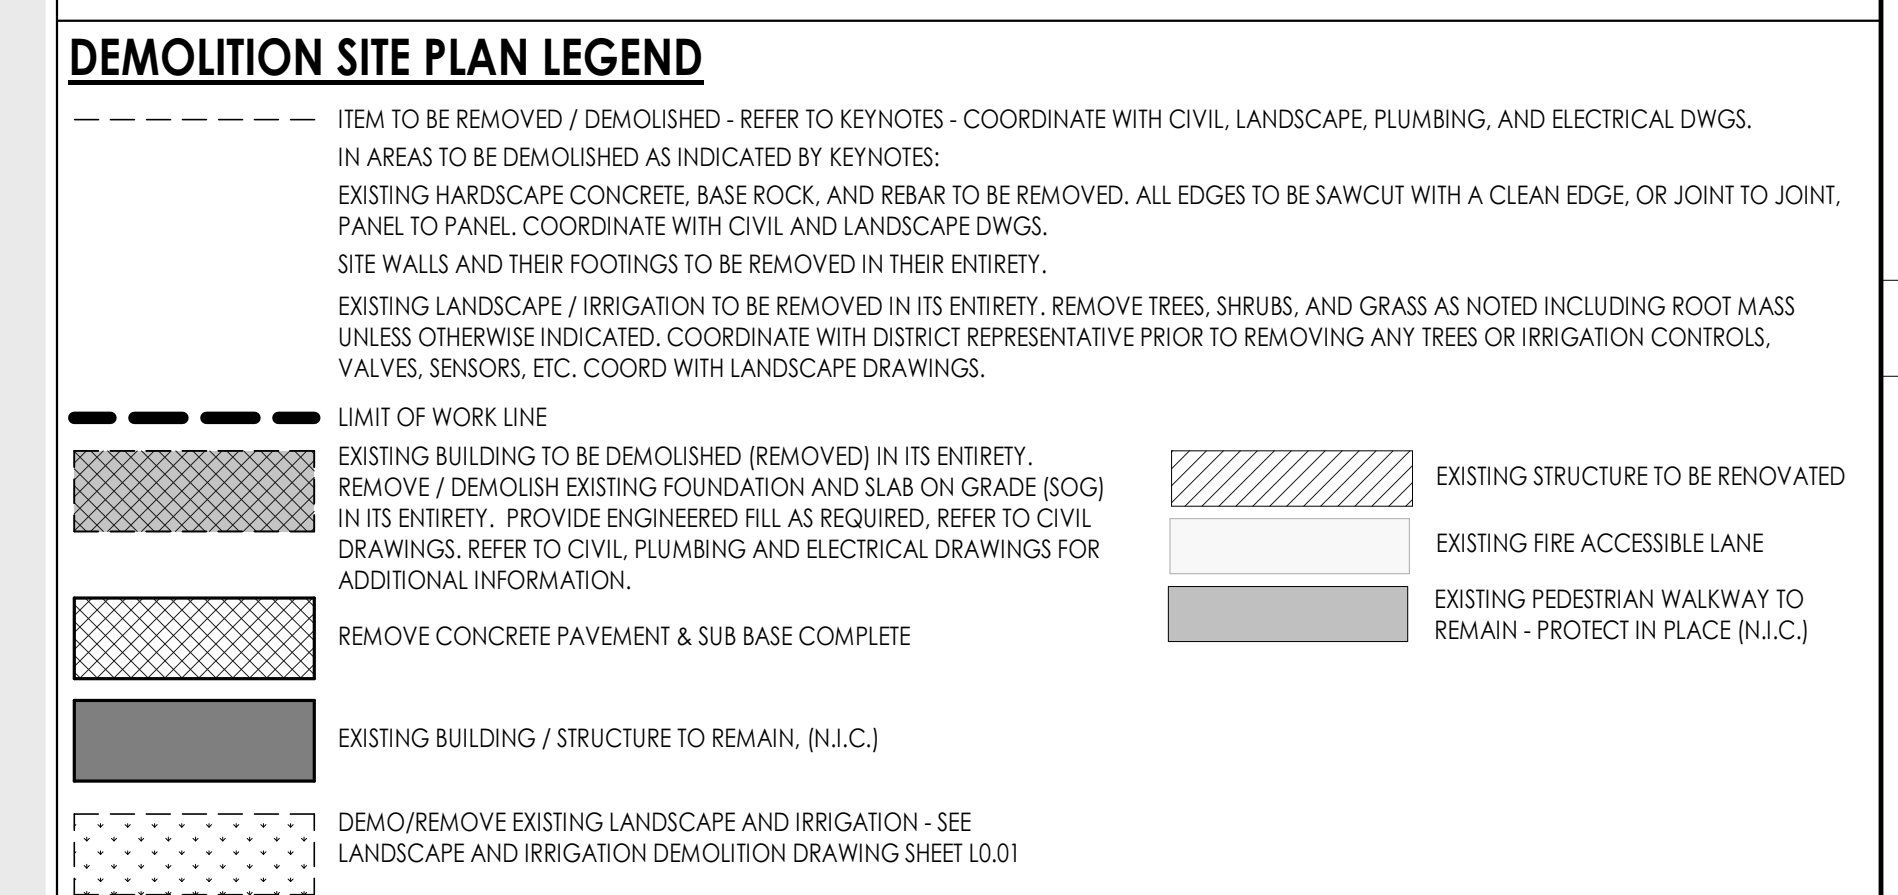 DEMOLITION SITE PLAN LEGEND
ITEM TO BE REMOVED / DEMOLISHED - REFER TO KEYNOTES - COORDINATE WITH CIVIL, LANDSCAPE, PLUMBING, AND ELECTRICAL DWGS.
IN AREAS TO BE DEMOLISHED AS INDICATED BY KEYNOTES:
EXISTING HARDSCAPE CONCRETE, BASE ROCK, AND REBAR TO BE REMOVED. ALL EDGES TO BE SAWCUT WITH A CLEAN EDGE, OR JOINT TO JOINT,
PANEL TO PANEL. COORDINATE WITH CIVIL AND LANDSCAPE DWGS.
SITE WALLS AND THEIR FOOTINGS TO BE REMOVED IN THEIR ENTIRETY.
EXISTING LANDSCAPE / IRRIGATION TO BE REMOVED IN ITS ENTIRETY. REMOVE TREES, SHRUBS, AND GRASS AS NOTED INCLUDING ROOT MASS
UNLESS OTHERWISE INDICATED. COORDINATE WITH DISTRICT REPRESENTATIVE PRIOR TO REMOVING ANY TREES OR IRRIGATION CONTROLS,
VALVES, SENSORS, ETC. COORD WITH LANDSCAPE DRAWINGS.
LIMIT OF WORK LINE
EXISTING BUILDING TO BE DEMOLISHED (REMOVED) IN ITS ENTIRETY.
REMOVE / DEMOLISH EXISTING FOUNDATION AND SLAB ON GRADE (SOG)
IN ITS ENTIRETY. PROVIDE ENGINEERED FILL AS REQUIRED, REFER TO CIVIL
DRAWINGS. REFER TO CIVIL, PLUMBING AND ELECTRICAL DRAWINGS FOR
ADDITIONAL INFORMATION.
REMOVE CONCRETE PAVEMENT & SUB BASE COMPLETE
EXISTING BUILDING / STRUCTURE TO REMAIN, (N.I.C.)
DEMO/REMOVE EXISTING LANDSCAPE AND IRRIGATION - SEE
LANDSCAPE AND IRRIGATION DEMOLITION DRAWING SHEET L0.01
EXISTING STRUCTURE TO BE RENOVATED
EXISTING FIRE ACCESSIBLE LANE
EXISTING PEDESTRIAN WALKWAY TO
REMAIN - PROTECT IN PLACE (N.I.C.)